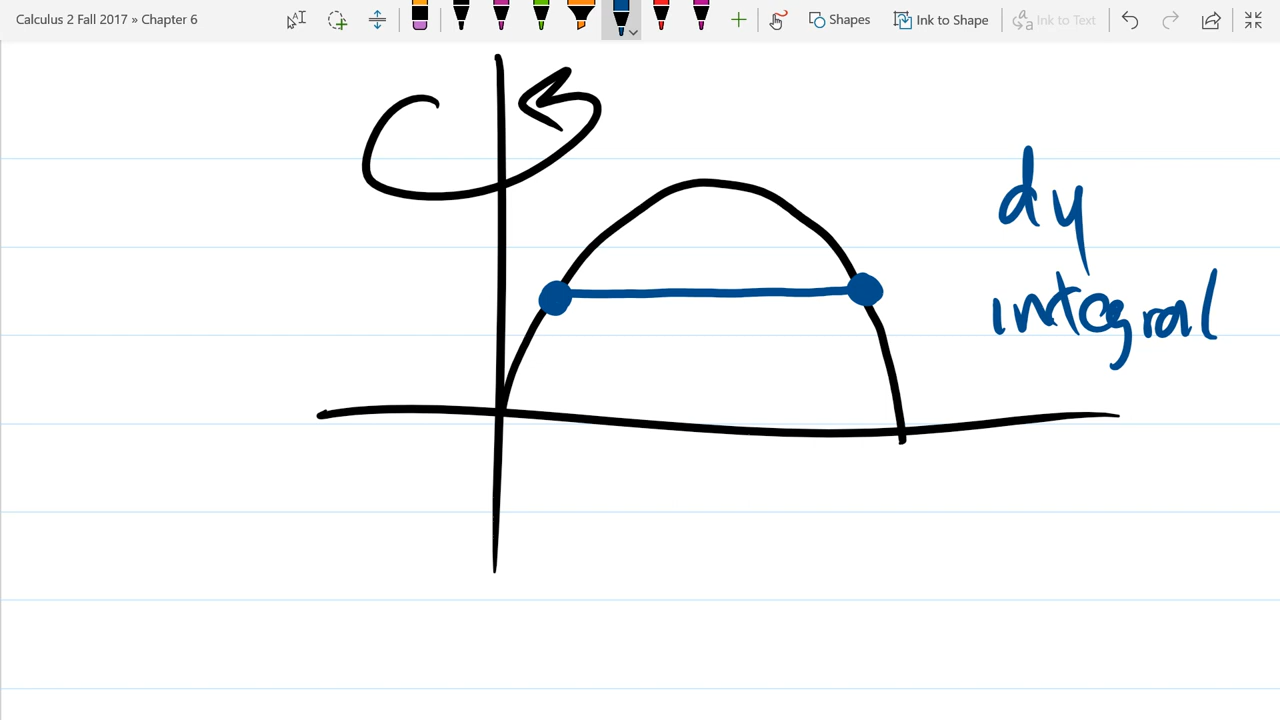 Calculus 2 Fall 2017 » Chapter 6
Shapes
Ink to Shape
Ink to Text
dy
integral